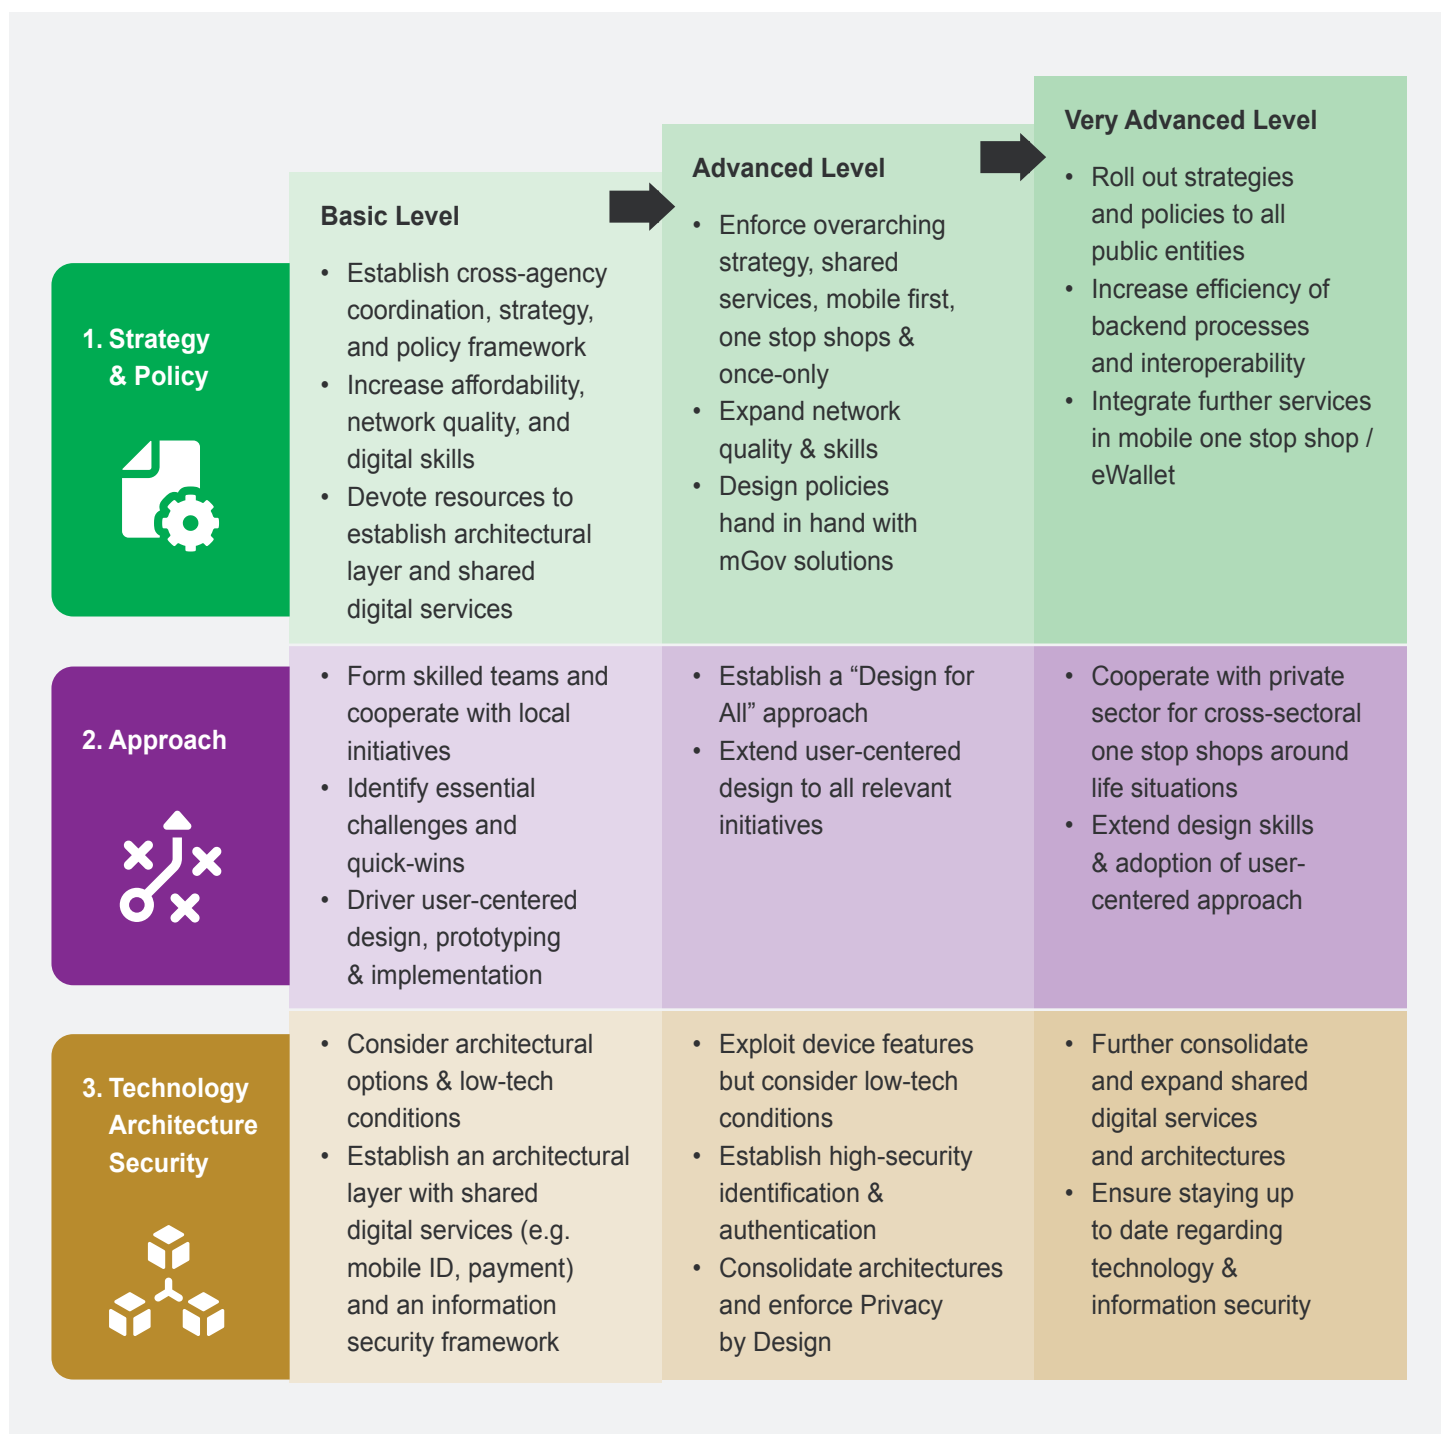 Very Advanced Level
• Roll out strategies
and policies to all
public entities
• Increase efficiency of
backend processes
and interoperability
• Integrate further services
in mobile one stop shop /
eWallet
Advanced Level
• Enforce overarching
strategy, shared
services, mobile first,
one stop shops &
once-only
• Expand network
quality & skills
• Design policies
hand in hand with
mGov solutions
Basic Level
• Establish cross-agency
coordination, strategy,
and policy framework
• Increase affordability,
network quality, and
digital skills
• Devote resources to
establish architectural
layer and shared
digital services
1. Strategy
& Policy
2. Approach
• Form skilled teams and
cooperate with local
initiatives
• Identify essential
challenges and
quick-wins
• Driver user-centered
design, prototyping
& implementation
• Establish a “Design for
All” approach
• Extend user-centered
design to all relevant
initiatives
• Cooperate with private
sector for cross-sectoral
one stop shops around
life situations
• Extend design skills
& adoption of user-
centered approach
3. Technology
Architecture
Security
• Consider architectural
options & low-tech
conditions
• Establish an architectural
layer with shared
digital services (e.g.
mobile ID, payment)
and an information
security framework
• Exploit device features
but consider low-tech
conditions
• Establish high-security
identification &
authentication
• Consolidate architectures
and enforce Privacy
by Design
• Further consolidate
and expand shared
digital services
and architectures
• Ensure staying up
to date regarding
technology &
information security